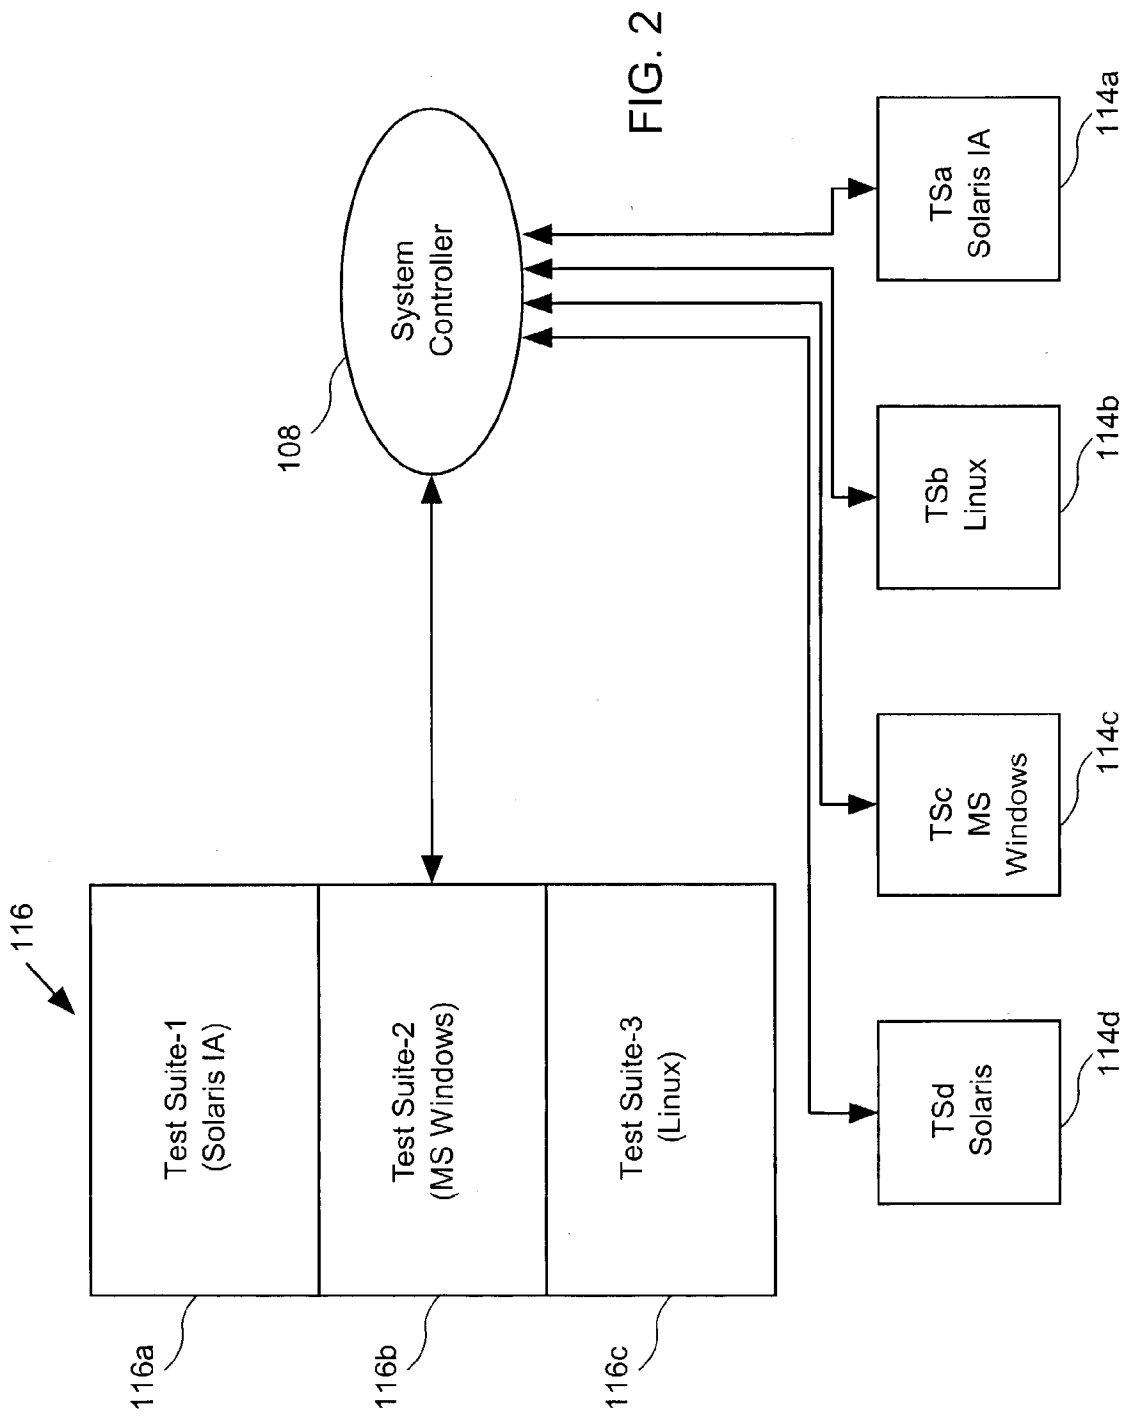 116
116a
Test Suite-1
(Solaris IA)
116b
Test Suite-2
(MS Windows)
116c
Test Suite-3
(Linux)
108
System
Controller
TSd
Solaris
114d
TSc
MS
Windows
114c
TSb
Linux
114b
TSa
Solaris IA
114a
FIG. 2